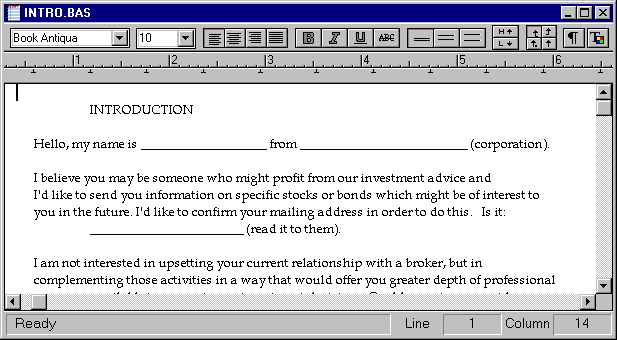 INTRO.BAS
Book Antiqua 10 B I U ABC H L ¶ T
1 2 3 4 5 6
INTRODUCTION
Hello, my name is ____________________ from __________________________ (corporation).
I believe you may be someone who might profit from our investment advice and
I'd like to send you information on specific stocks or bonds which might be of interest to
you in the future. I'd like to confirm your mailing address in order to do this. Is it:
________________________ (read it to them).
I am not interested in upsetting your current relationship with a broker, but in
complementing those activities in a way that would offer you greater depth of professional
Ready Line 1 Column 14